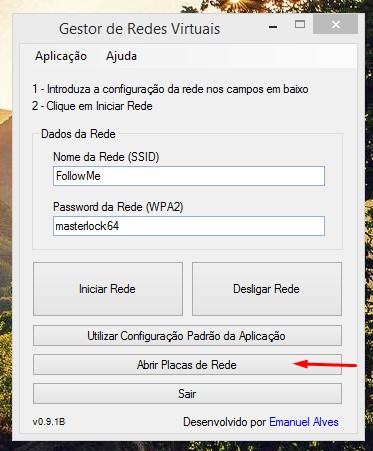 Gestor de Redes Virtuais
Aplicação Ajuda
1 - Introduza a configuração da rede nos campos em baixo
2 - Clique em Iniciar Rede
Dados da Rede
Nome da Rede (SSID)
FollowMe
Password da Rede (WPA2)
masterlock64
Iniciar Rede Desligar Rede
Utilizar Configuração Padrão da Aplicação
Abrir Placas de Rede
Sair
v0.9.1B Desenvolvido por Emanuel Alves